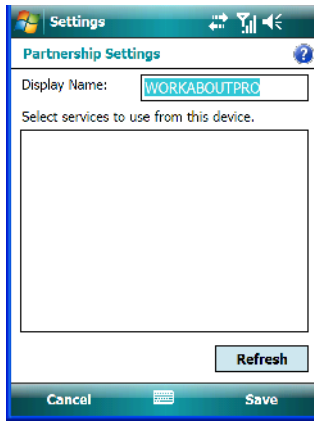 Settings
Partnership Settings
Display Name: WORKABOUTPRO
Select services to use from this device.
Refresh
Cancel Save